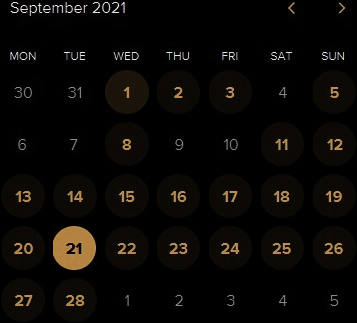 September 2021
MON TUE WED THU FRI SAT SUN
30 31 1 2 3 4 5
6 7 8 9 10 11 12
13 14 15 16 17 18 19
20 21 22 23 24 25 26
27 28 1 2 3 4 5